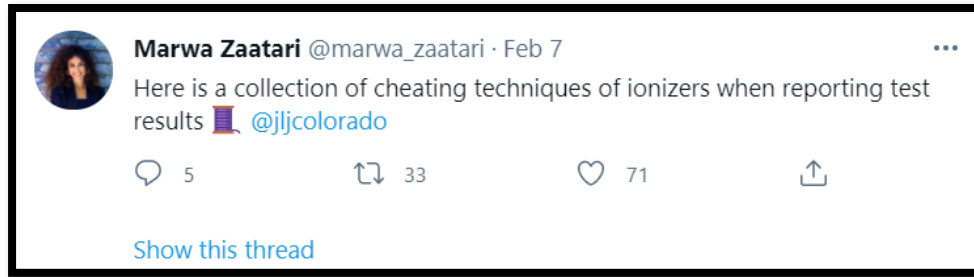 Marwa Zaatari @marwa_zaatari · Feb 7
Here is a collection of cheating techniques of ionizers when reporting test
results 🧵 @jljcolorado
5 33 71
Show this thread